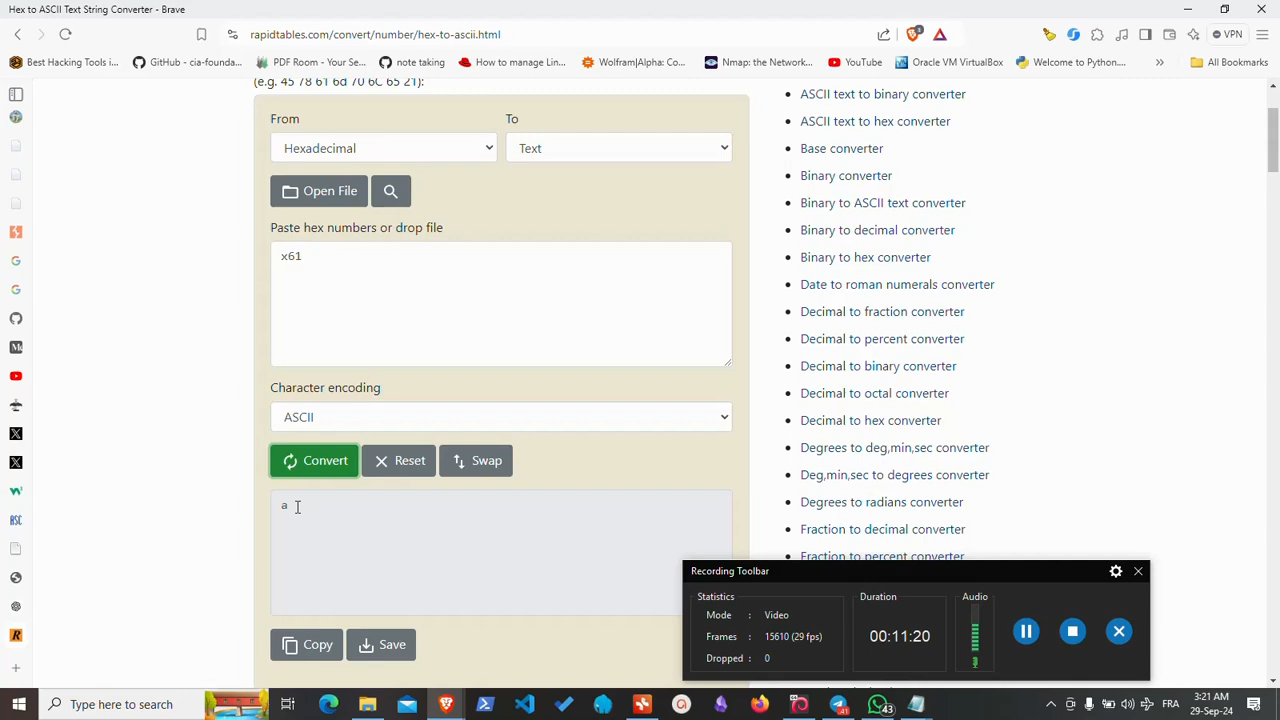 Hex to ASCII Text String Converter - Brave
rapidtables.com/convert/number/hex-to-ascii.html
3
VPN
Best Hacking Tools i...
GitHub - cia-founda...
PDF Room - Your Se...
note taking
How to manage Lin...
Wolfram|Alpha: Co...
Nmap: the Network...
YouTube
Oracle VM VirtualBox
Welcome to Python....
»
All Bookmarks
(e.g. 45 78 61 6d 70 6C 65 21):
From
To
Hexadecimal
Text
Open File
Paste hex numbers or drop file
x61
Character encoding
ASCII
Convert
Reset
Swap
a
Copy
Save
ASCII text to binary converter
ASCII text to hex converter
Base converter
Binary converter
Binary to ASCII text converter
Binary to decimal converter
Binary to hex converter
Date to roman numerals converter
Decimal to fraction converter
Decimal to percent converter
Decimal to binary converter
Decimal to octal converter
Decimal to hex converter
Degrees to deg,min,sec converter
Deg,min,sec to degrees converter
Degrees to radians converter
Fraction to decimal converter
Fraction to percent converter
Recording Toolbar
Statistics
Duration
Audio
Mode : Video
Frames : 15610 (29 fps)
Dropped : 0
00:11:20
Type here to search
41
43
FRA
3:21 AM
29-Sep-24